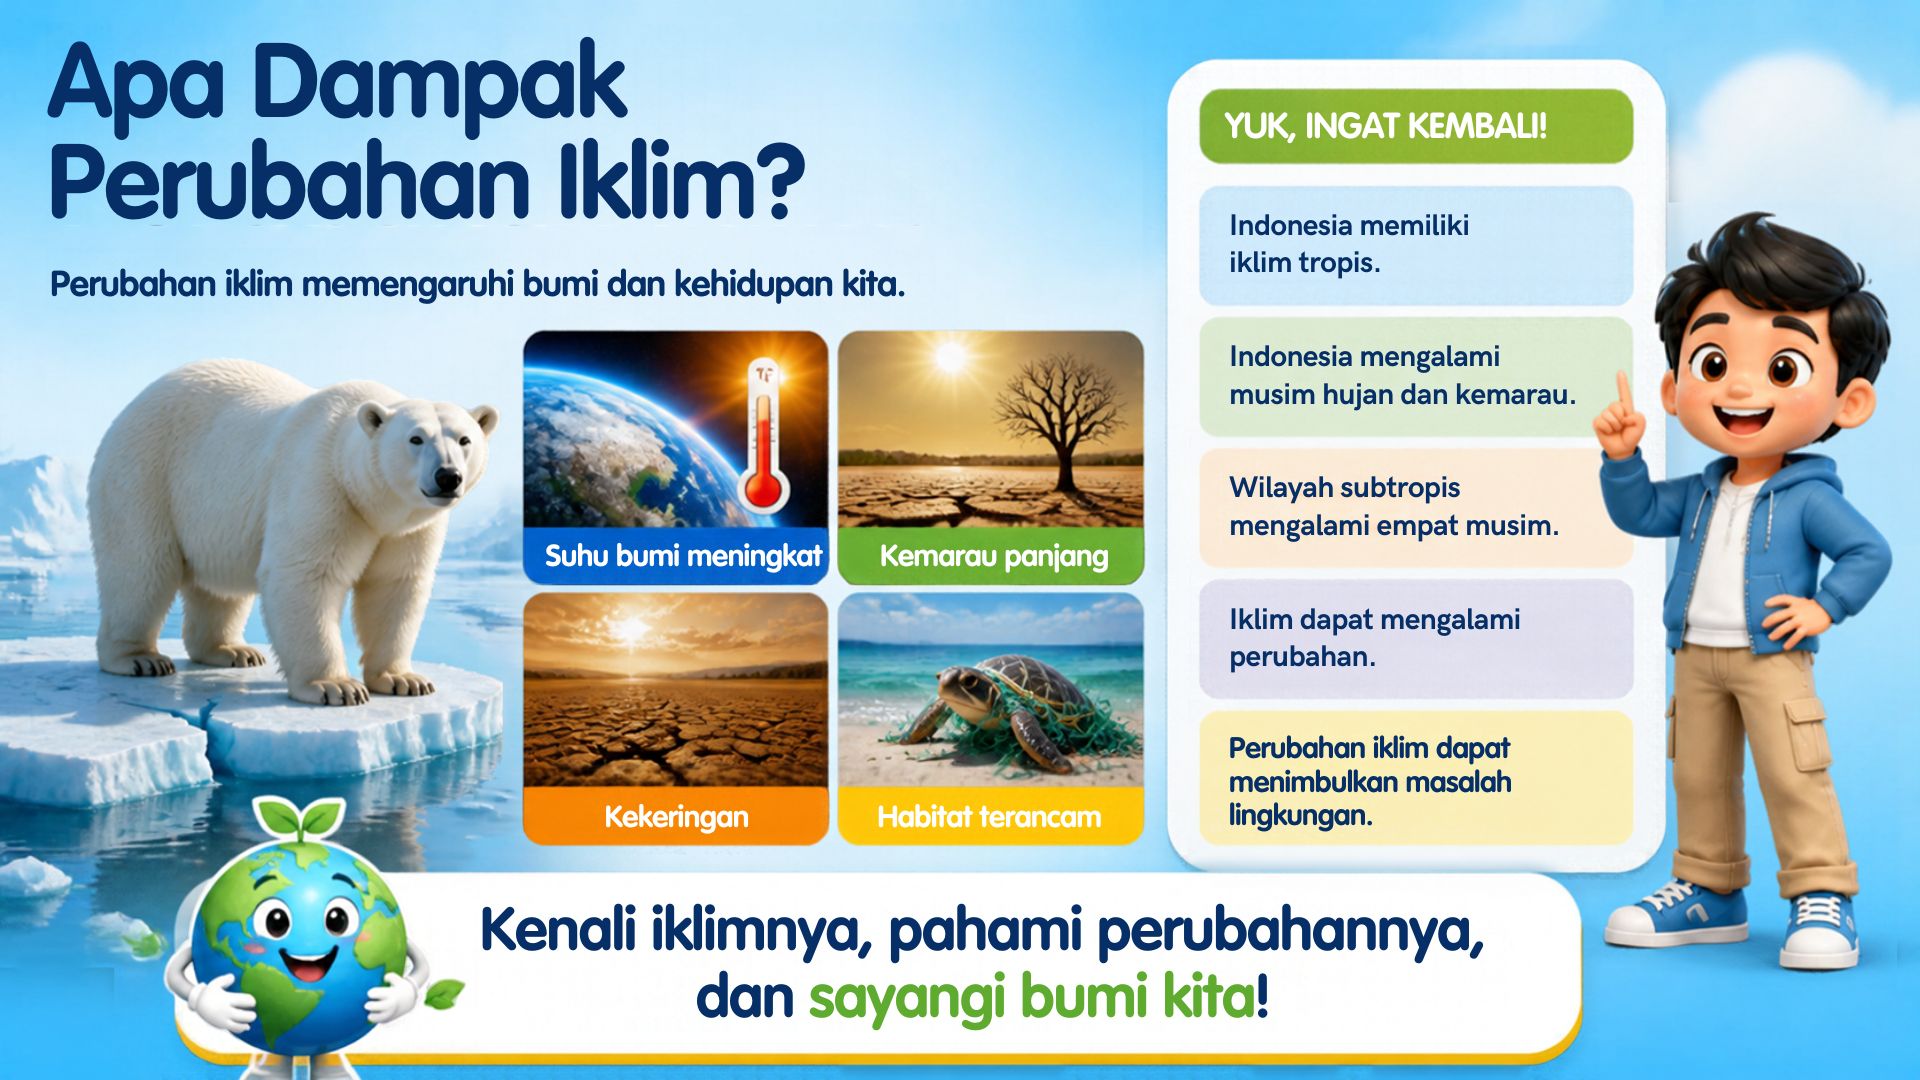 Apa Dampak
Perubahan Iklim?
Perubahan iklim memengaruhi bumi dan kehidupan kita.
Suhu bumi meningkat
Kemarau panjang
Kekeringan
Habitat terancam
YUK, INGAT KEMBALI!
Indonesia memiliki
iklim tropis.
Indonesia mengalami
musim hujan dan kemarau.
Wilayah subtropis
mengalami empat musim.
Iklim dapat mengalami
perubahan.
Perubahan iklim dapat
menimbulkan masalah
lingkungan.
Kenali iklimnya, pahami perubahannya,
dan sayangi bumi kita!